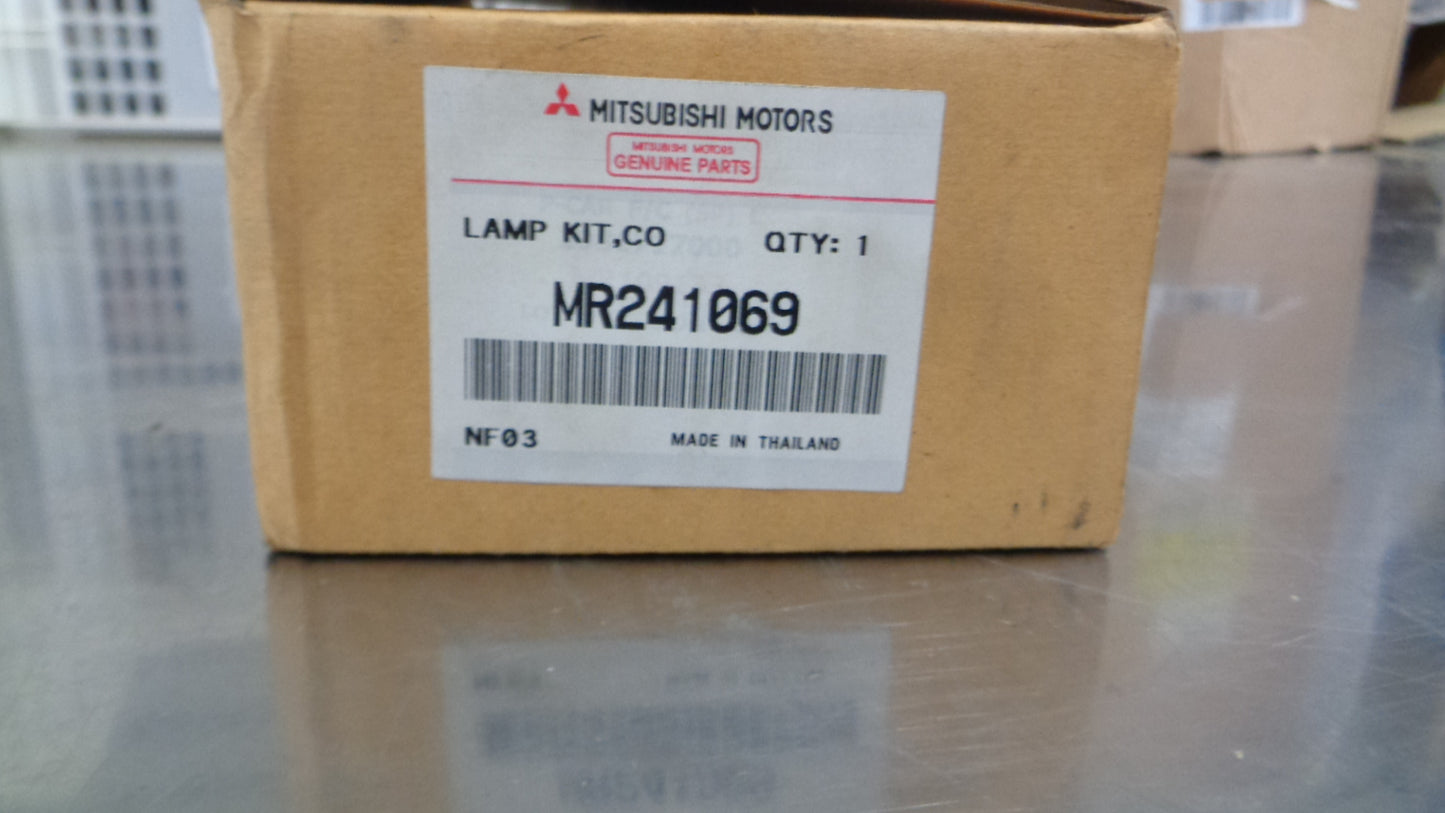 MITSUBISHI MOTORS
MITSUBISHI MOTORS
GENUINE PARTS
LAMP KIT,CO QTY: 1
MR241069
NF03 MADE IN THAILAND